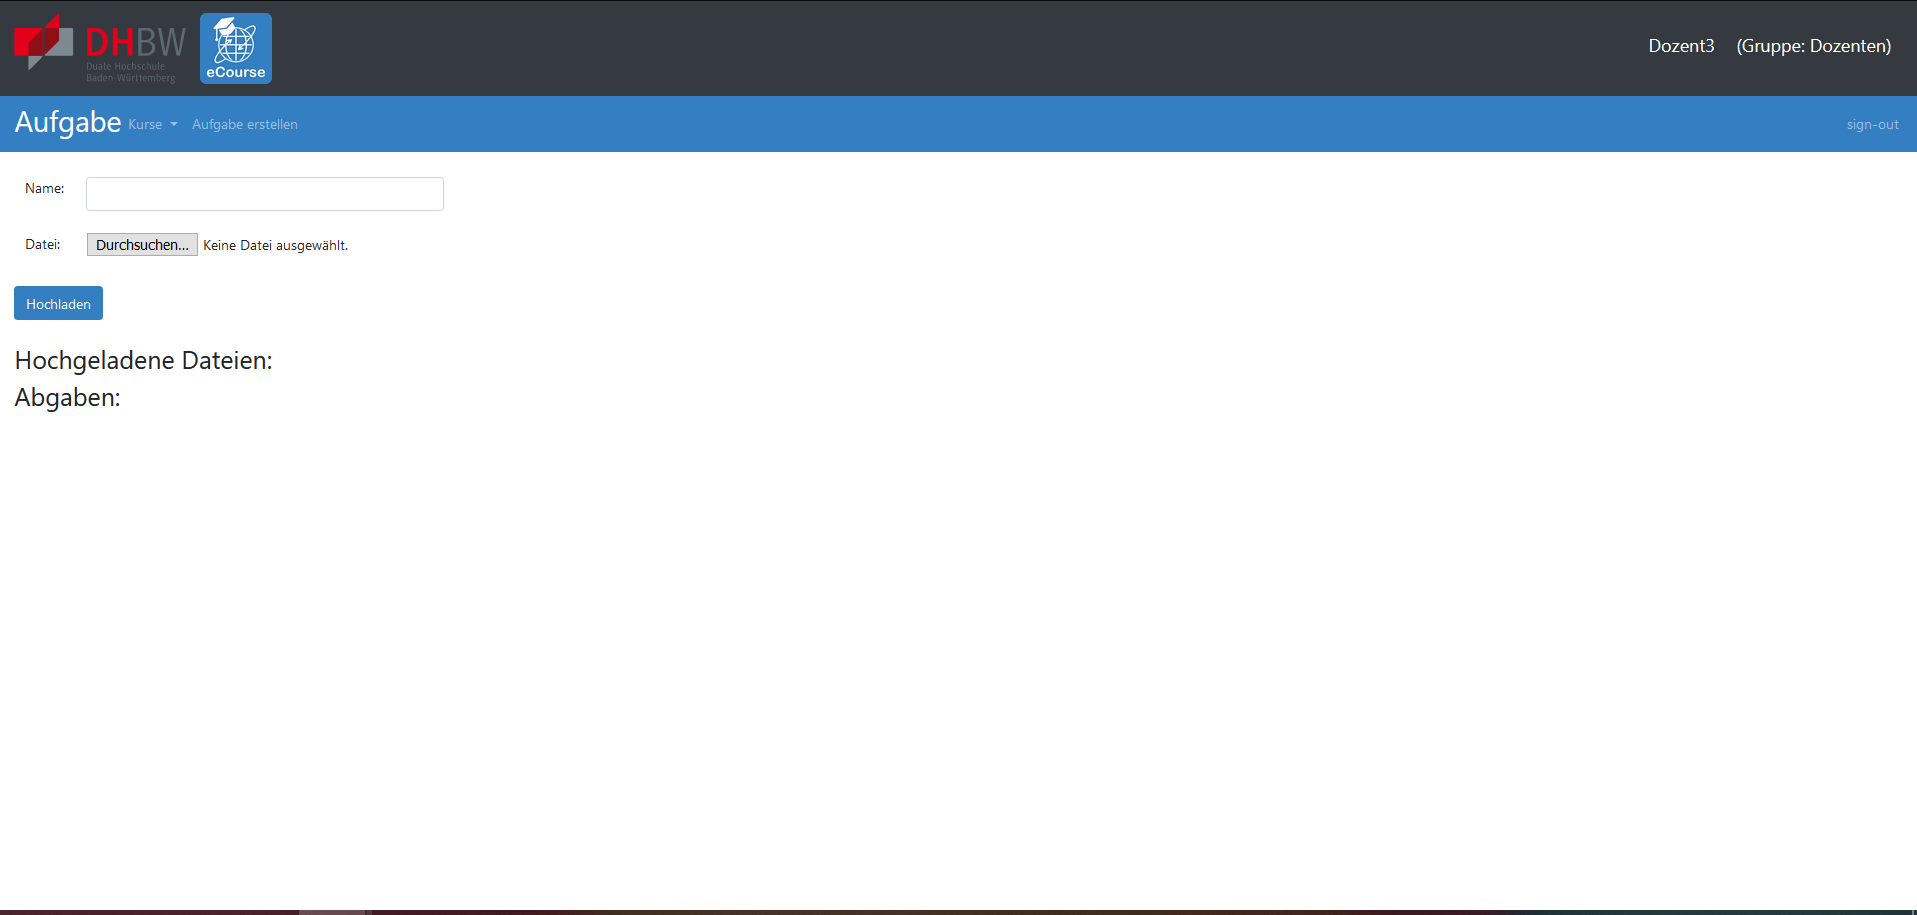 DHBW
Duale Hochschule
Baden-Württemberg
eCourse
Dozent3 (Gruppe: Dozenten)
Aufgabe Kurse Aufgabe erstellen sign-out
Name:
Datei: Durchsuchen... Keine Datei ausgewählt.
Hochladen
Hochgeladene Dateien:
Abgaben: